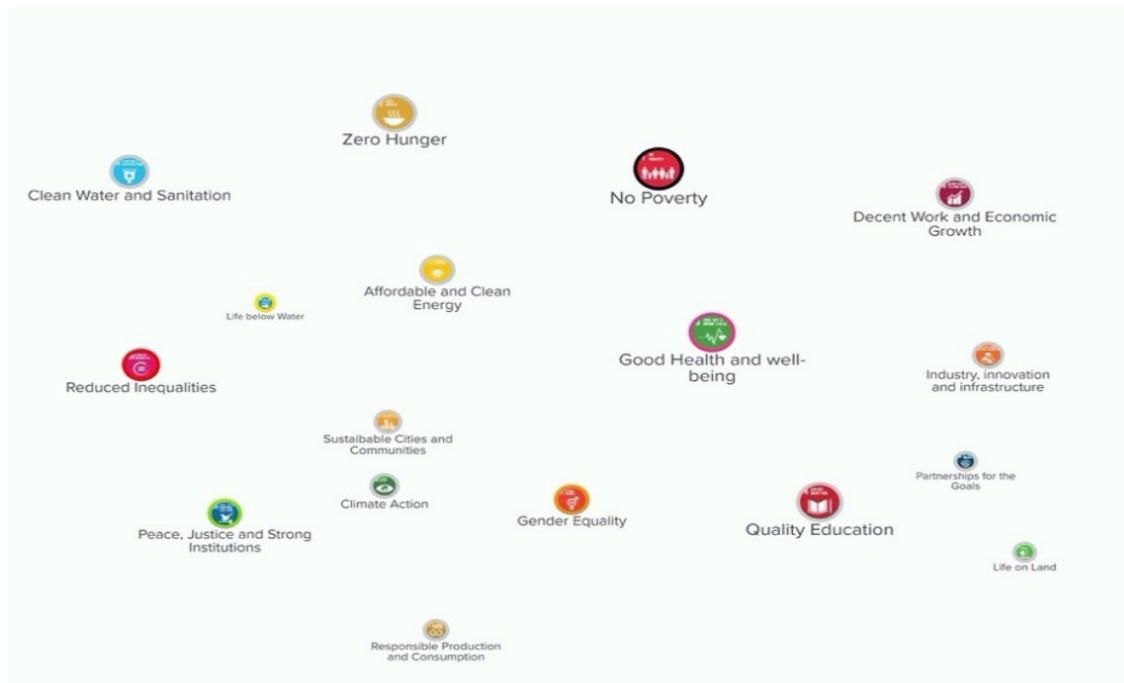 Zero Hunger
Clean Water and Sanitation
No Poverty
Decent Work and Economic
Growth
Affordable and Clean
Energy
Life below Water
Good Health and well-
being
Reduced Inequalities
Industry, innovation
and infrastructure
Sustaibable Cities and
Communities
Partnerships for the
Goals
Climate Action
Peace, Justice and Strong
Institutions
Gender Equality
Quality Education
Life on Land
Responsible Production
and Consumption